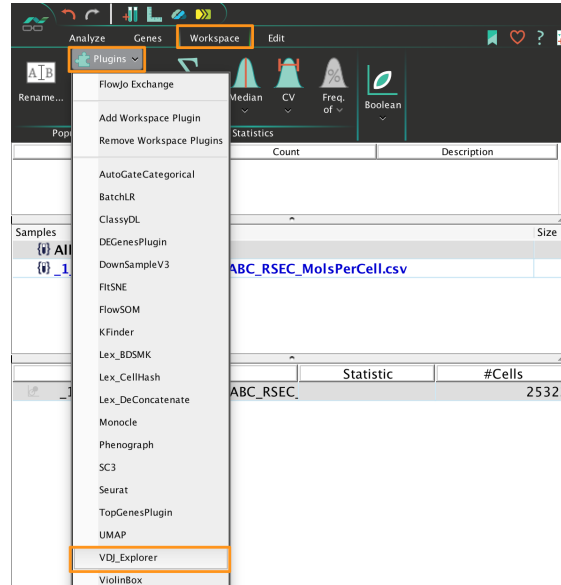 Analyze Genes Workspace Edit
?
Plugins
A B
Σ
%
Rename...
Median CV Freq. of
Boolean
Statistics
Count Description
FlowJo Exchange
Add Workspace Plugin
Remove Workspace Plugins
AutoGateCategorical
BatchLR
ClassyDL
DEGenesPlugin
DownSampleV3
FItSNE
FlowSOM
KFinder
Lex_BDSMK
Lex_CellHash
Lex_DeConcatenate
Monocle
Phenograph
SC3
Seurat
TopGenesPlugin
UMAP
VDJ_Explorer
ViolinBox
Samples Size
All
_1 ABC_RSEC_MolsPerCell.csv
Statistic #Cells
ABC_RSEC_ 2532